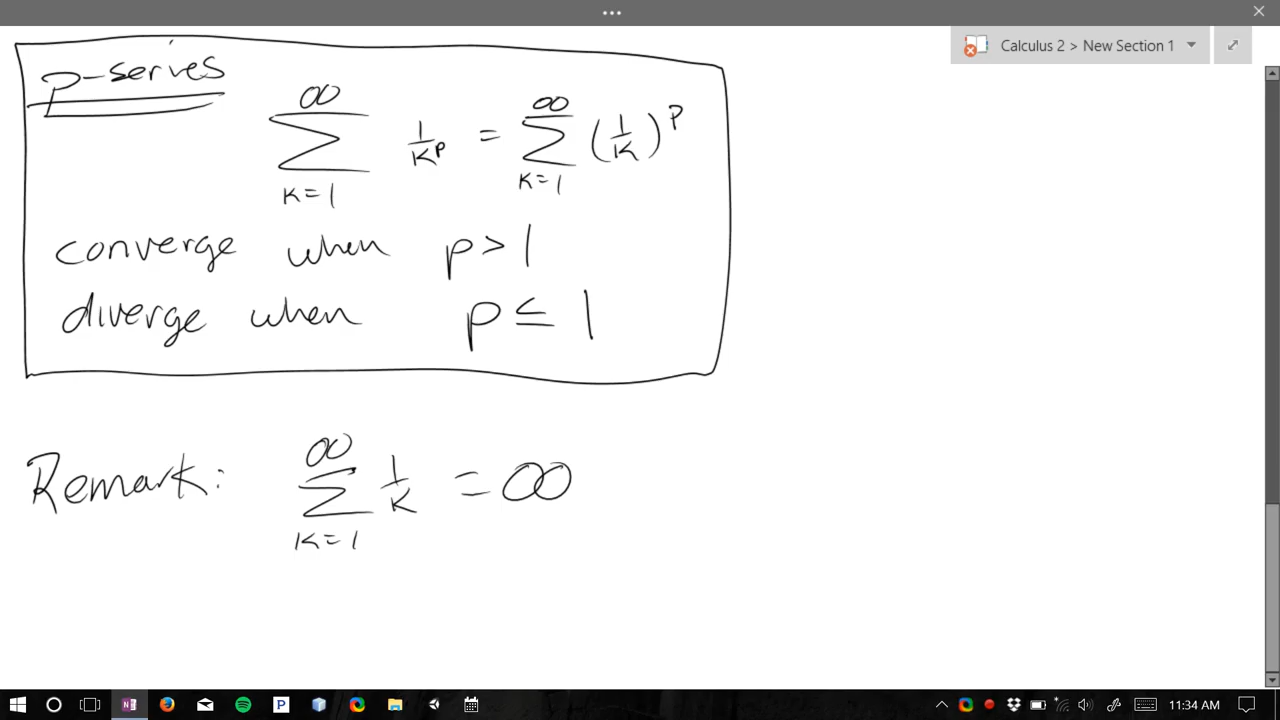 Calculus 2 > New Section 1
p-series
∞ ∞
∑ 1/K^p = ∑ (1/K)^p
K=1 K=1
converge when p > 1
diverge when p ≤ 1
∞
Remark: ∑ 1/K = ∞
K=1
11:34 AM